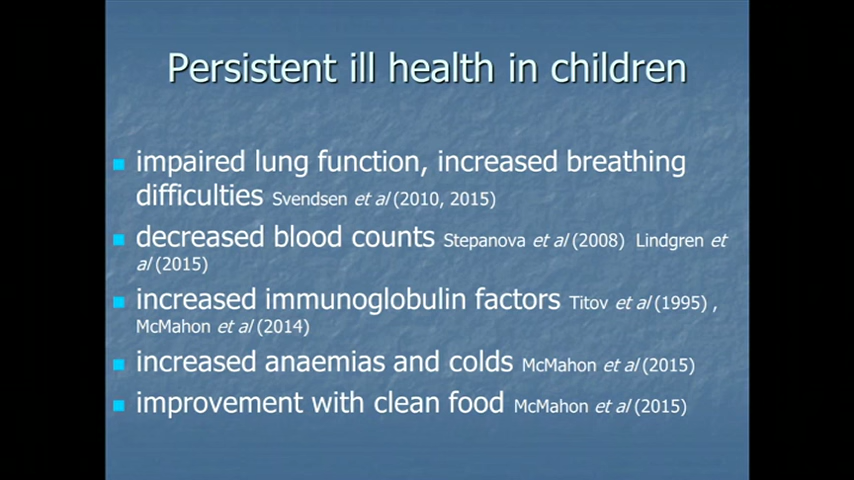 Persistent ill health in children
impaired lung function, increased breathing
difficulties Svendsen et al (2010, 2015)
decreased blood counts Stepanova et al (2008) Lindgren et
al (2015)
increased immunoglobulin factors Titov et al (1995) ,
McMahon et al (2014)
increased anaemias and colds McMahon et al (2015)
improvement with clean food McMahon et al (2015)